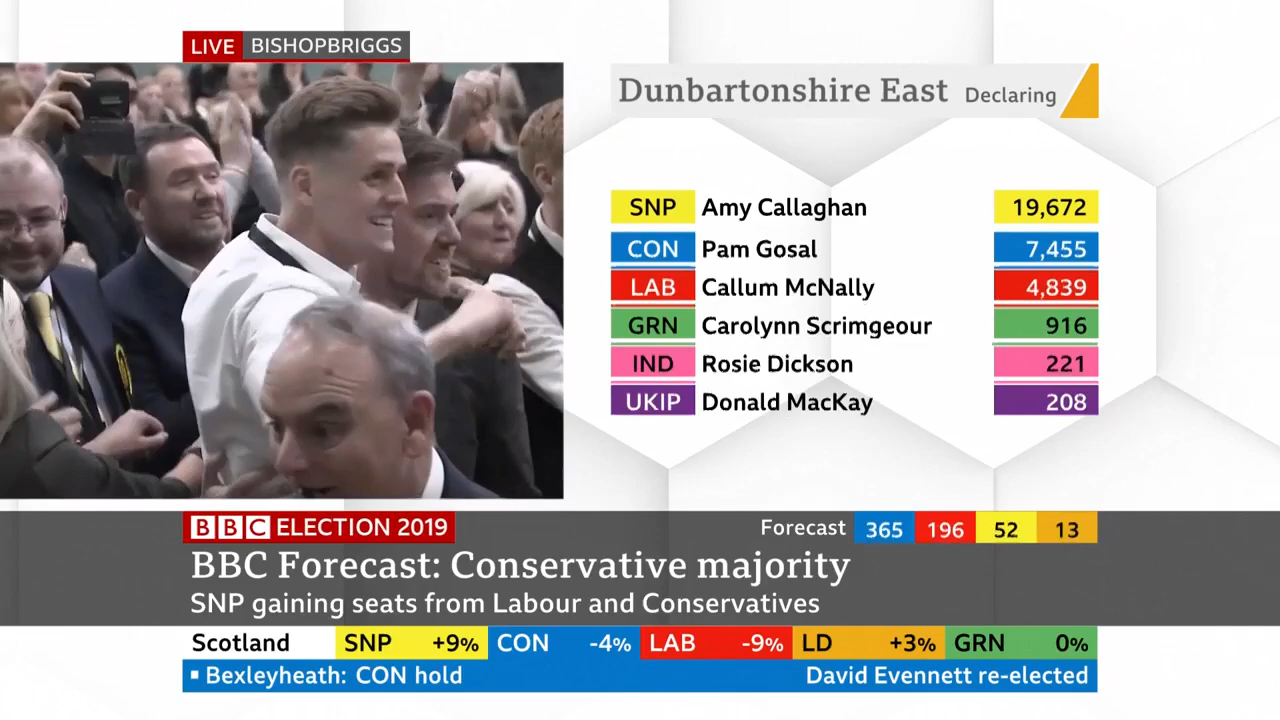 LIVE BISHOPBRIGGS
Dunbartonshire East Declaring
SNP Amy Callaghan 19,672
CON Pam Gosal 7,455
LAB Callum McNally 4,839
GRN Carolynn Scrimgeour 916
IND Rosie Dickson 221
UKIP Donald MacKay 208
BBC ELECTION 2019
Forecast 365 196 52 13
BBC Forecast: Conservative majority
SNP gaining seats from Labour and Conservatives
Scotland SNP +9% CON -4% LAB -9% LD +3% GRN 0%
Bexleyheath: CON hold David Evennett re-elected